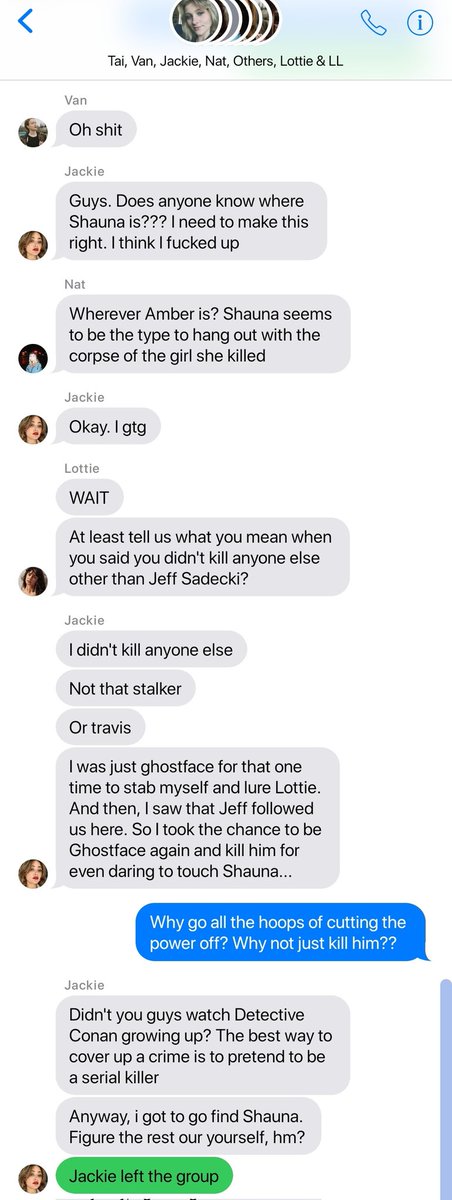 Tai, Van, Jackie, Nat, Others, Lottie & LL
Van
Oh shit
Jackie
Guys. Does anyone know where
Shauna is??? I need to make this
right. I think I fucked up
Nat
Wherever Amber is? Shauna seems
to be the type to hang out with the
corpse of the girl she killed
Jackie
Okay. I gtg
Lottie
WAIT
At least tell us what you mean when
you said you didn't kill anyone else
other than Jeff Sadecki?
Jackie
I didn't kill anyone else
Not that stalker
Or travis
I was just ghostface for that one
time to stab myself and lure Lottie.
And then, I saw that Jeff followed
us here. So I took the chance to be
Ghostface again and kill him for
even daring to touch Shauna...
Why go all the hoops of cutting the
power off? Why not just kill him??
Jackie
Didn't you guys watch Detective
Conan growing up? The best way to
cover up a crime is to pretend to be
a serial killer
Anyway, i got to go find Shauna.
Figure the rest our yourself, hm?
Jackie left the group